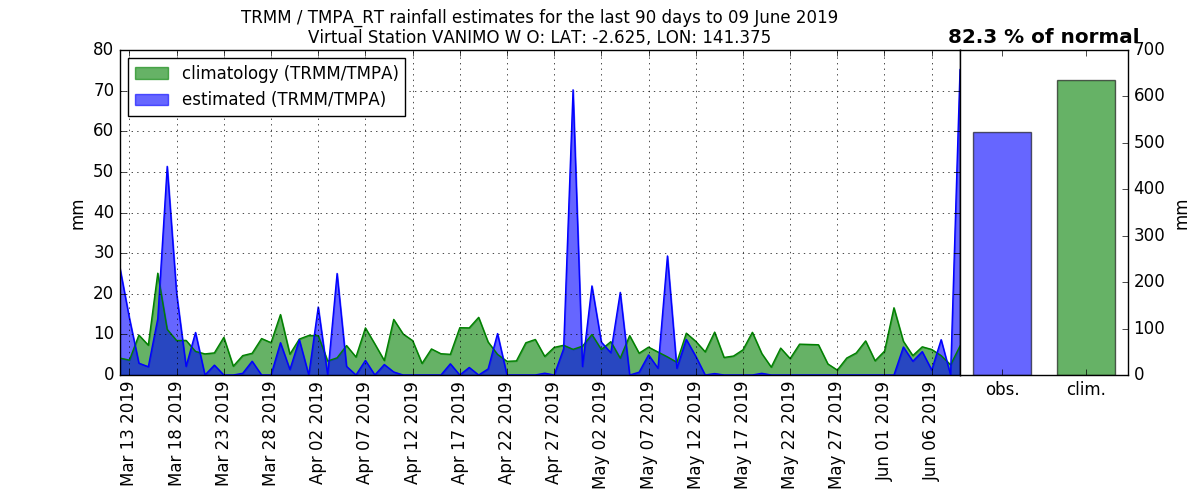 TRMM / TMPA_RT rainfall estimates for the last 90 days to 09 June 2019
Virtual Station VANIMO W O: LAT: -2.625, LON: 141.375
82.3 % of normal
climatology (TRMM/TMPA)
estimated (TRMM/TMPA)
mm
80
70
60
50
40
30
20
10
0
Mar 13 2019
Mar 18 2019
Mar 23 2019
Mar 28 2019
Apr 02 2019
Apr 07 2019
Apr 12 2019
Apr 17 2019
Apr 22 2019
Apr 27 2019
May 02 2019
May 07 2019
May 12 2019
May 17 2019
May 22 2019
May 27 2019
Jun 01 2019
Jun 06 2019
obs.
clim.
700
600
500
400
300
200
100
0
mm